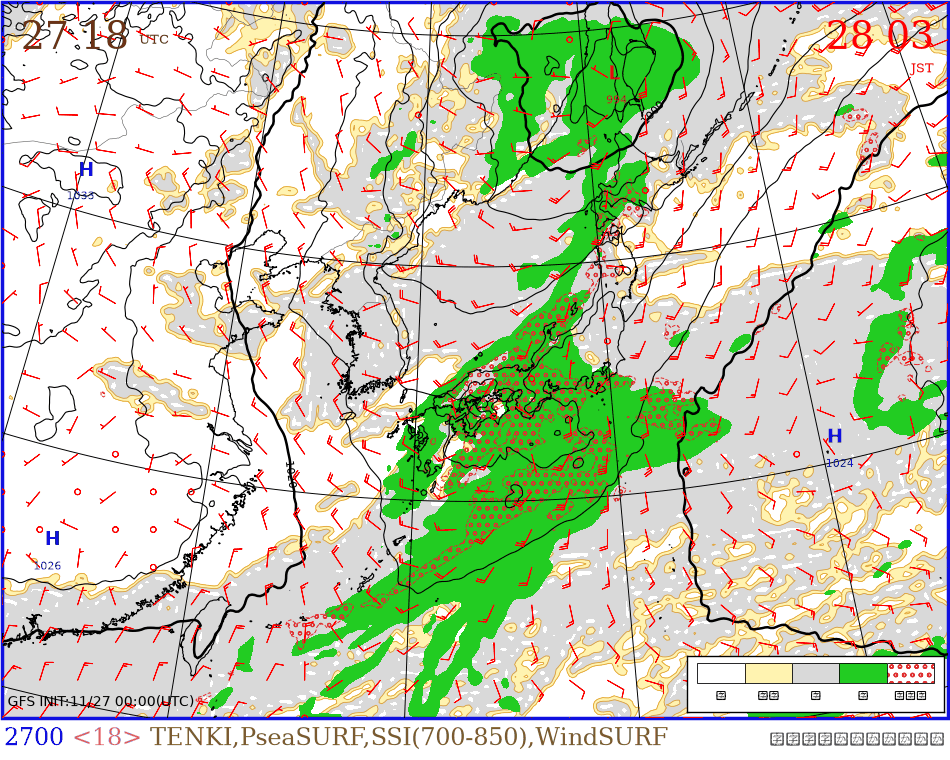 27 18 UTC
28 03
JST
L
994
1000
H
1033
H
1024
1020
H
1026
GFS INIT:11/27 00:00(UTC)
2700 <18> TENKI,PseaSURF,SSI(700-850),WindSURF